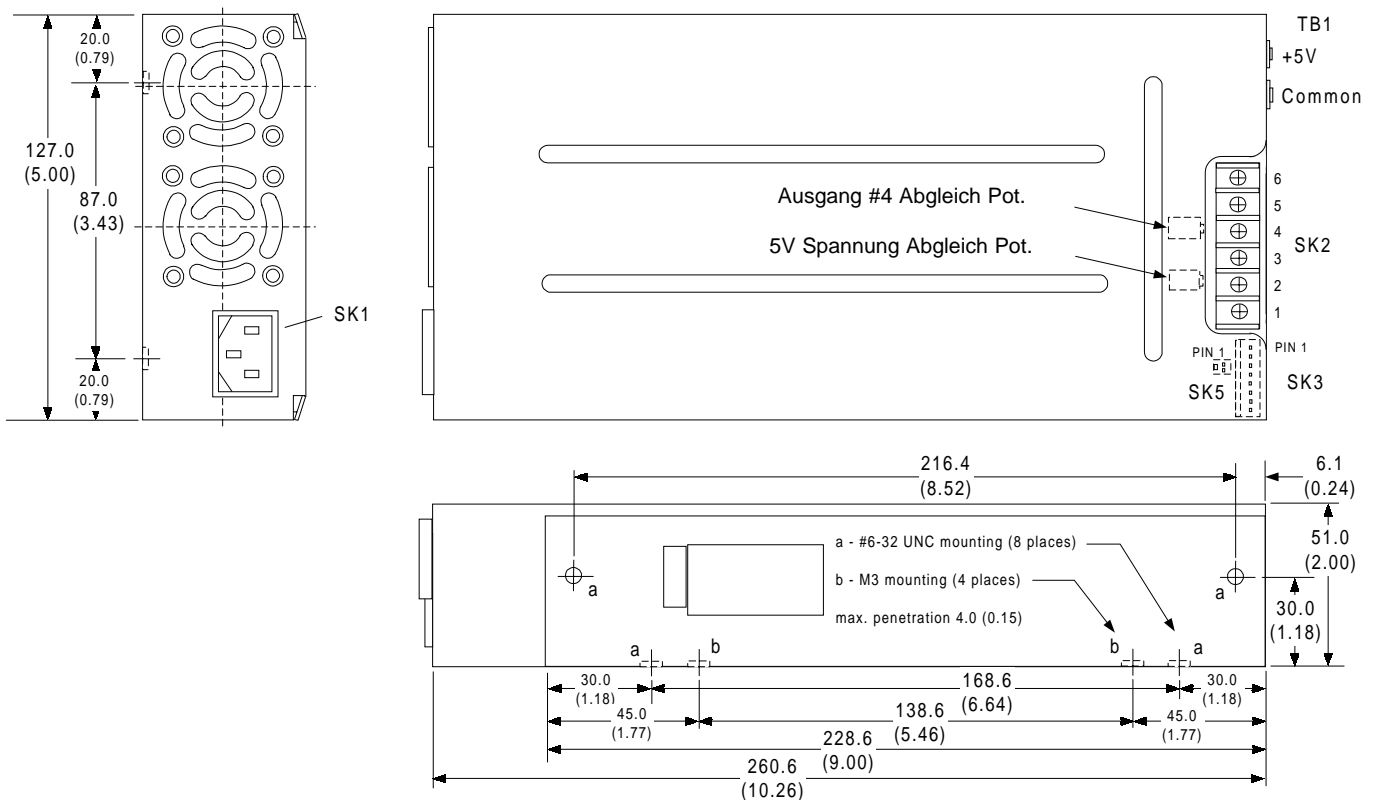 20.0
(0.79)
127.0
(5.00)
87.0
(3.43)
20.0
(0.79)
SK1
TB1
+5V
Common
Ausgang #4 Abgleich Pot.
5V Spannung Abgleich Pot.
6
5
4
3
2
1
SK2
PIN 1
PIN 1
SK5
SK3
216.4
(8.52)
6.1
(0.24)
51.0
(2.00)
30.0
(1.18)
a - #6-32 UNC mounting (8 places)
b - M3 mounting (4 places)
max. penetration 4.0 (0.15)
a
a
a
b
b
a
30.0
(1.18)
168.6
(6.64)
30.0
(1.18)
45.0
(1.77)
138.6
(5.46)
45.0
(1.77)
228.6
(9.00)
260.6
(10.26)